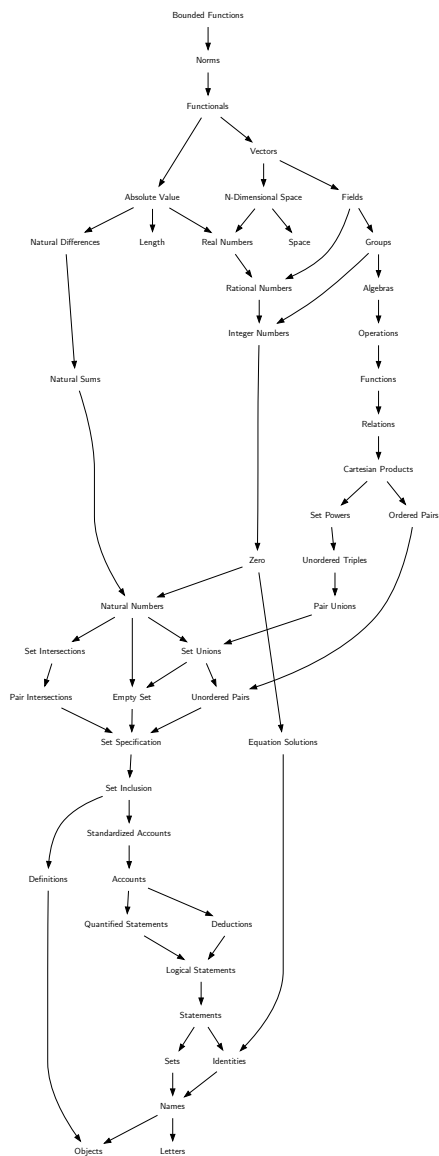 Bounded Functions
Norms
Functionals
Vectors
Absolute Value
N-Dimensional Space
Fields
Natural Differences
Length
Real Numbers
Space
Groups
Rational Numbers
Algebras
Integer Numbers
Operations
Natural Sums
Functions
Relations
Cartesian Products
Set Powers
Ordered Pairs
Zero
Unordered Triples
Natural Numbers
Pair Unions
Set Intersections
Set Unions
Pair Intersections
Empty Set
Unordered Pairs
Set Specification
Equation Solutions
Set Inclusion
Standardized Accounts
Definitions
Accounts
Quantified Statements
Deductions
Logical Statements
Statements
Sets
Identities
Names
Objects
Letters